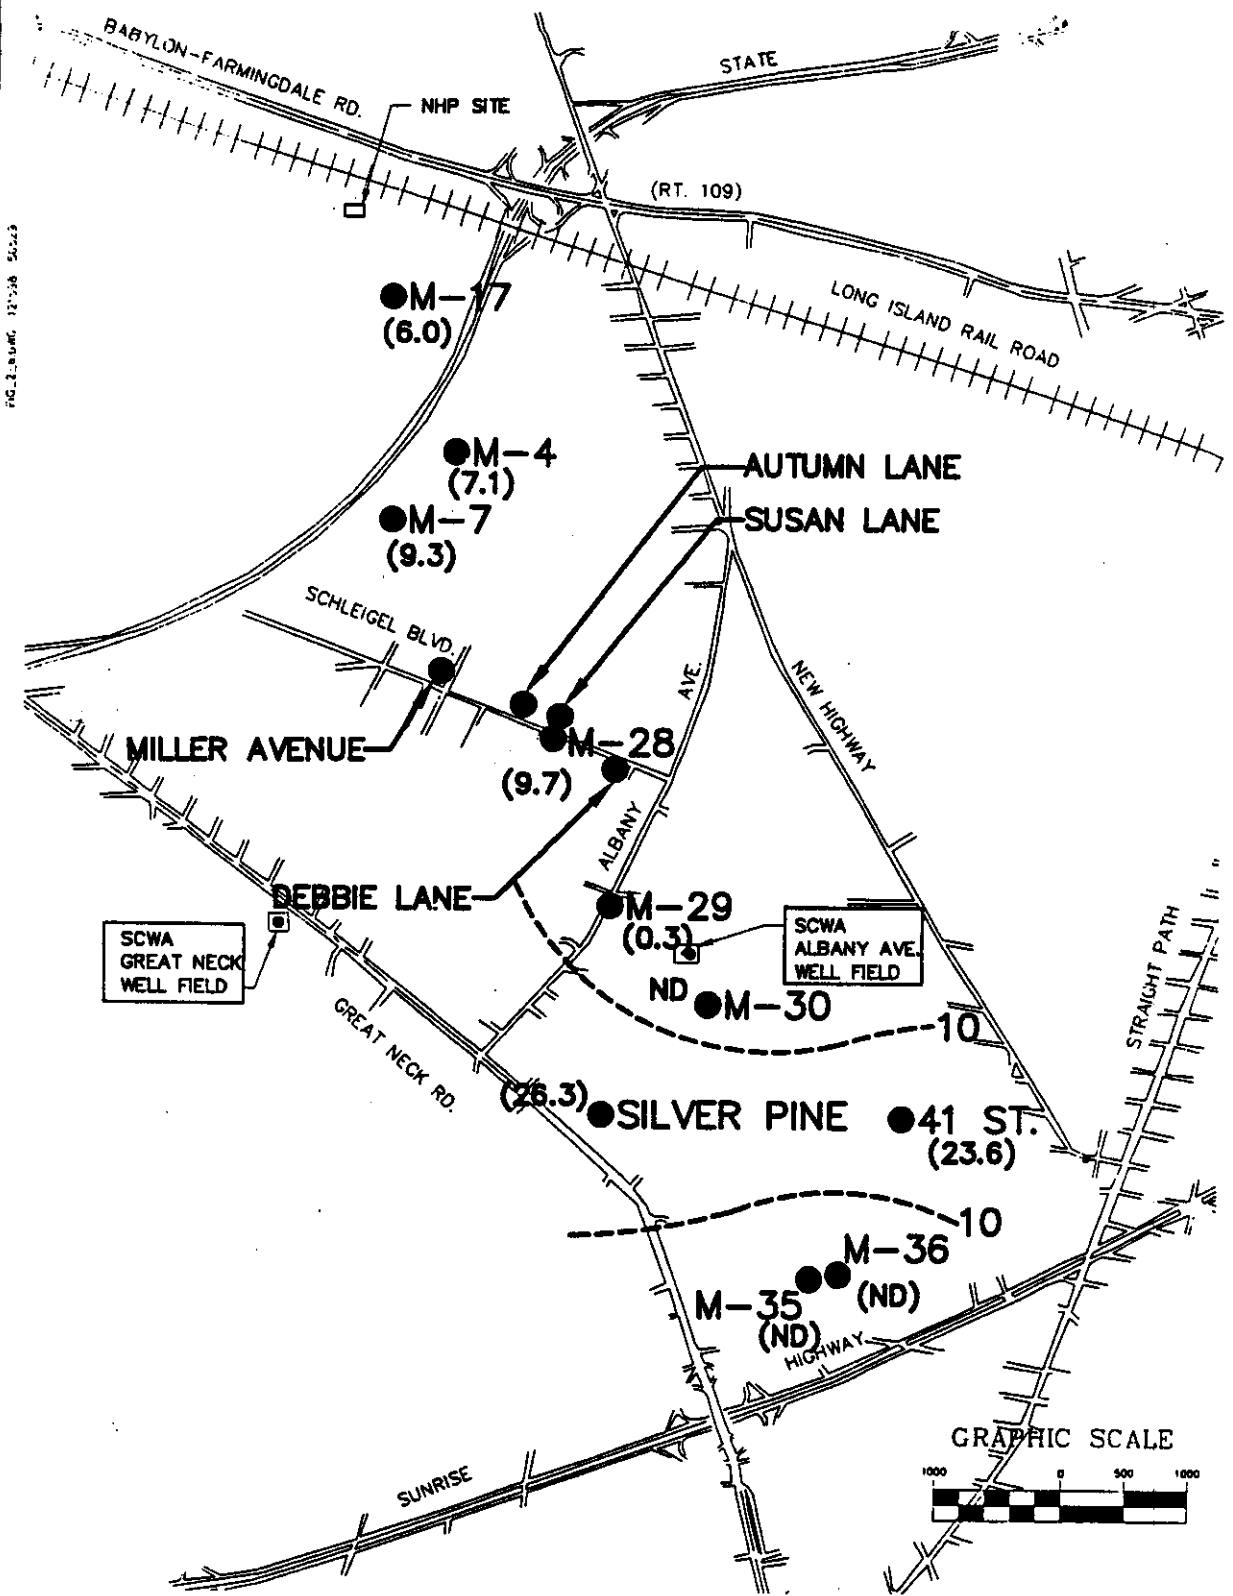 BABYLON-FARMINGDALE RD.
STATE
NHP SITE
(RT. 109)
LONG ISLAND RAIL ROAD
M-17
(6.0)
M-4
(7.1)
M-7
(9.3)
AUTUMN LANE
SUSAN LANE
SCHLEIGEL BLVD.
AVE.
NEW HIGHWAY
MILLER AVENUE
M-28
(9.7)
ALBANY
DEBBIE LANE
M-29
(0.3)
SCWA
GREAT NECK
WELL FIELD
SCWA
ALBANY AVE.
WELL FIELD
STRAIGHT PATH
ND
M-30
GREAT NECK RD.
10
(26.3)
SILVER PINE
41 ST.
(23.6)
10
M-36
(ND)
M-35
(ND)
HIGHWAY
SUNRISE
GRAPHIC SCALE
1000 0 500 1000